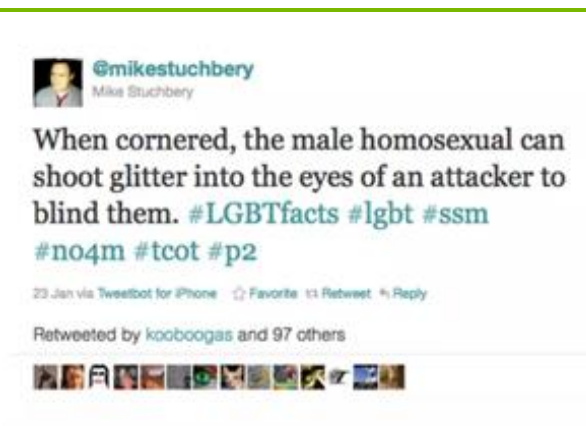 @mikestuchbery
Mike Stuchbery
When cornered, the male homosexual can
shoot glitter into the eyes of an attacker to
blind them. #LGBTfacts #lgbt #ssm
#no4m #tcot #p2
23 Jan via Tweetbot for iPhone Favorite Retweet Reply
Retweeted by kooboogas and 97 others